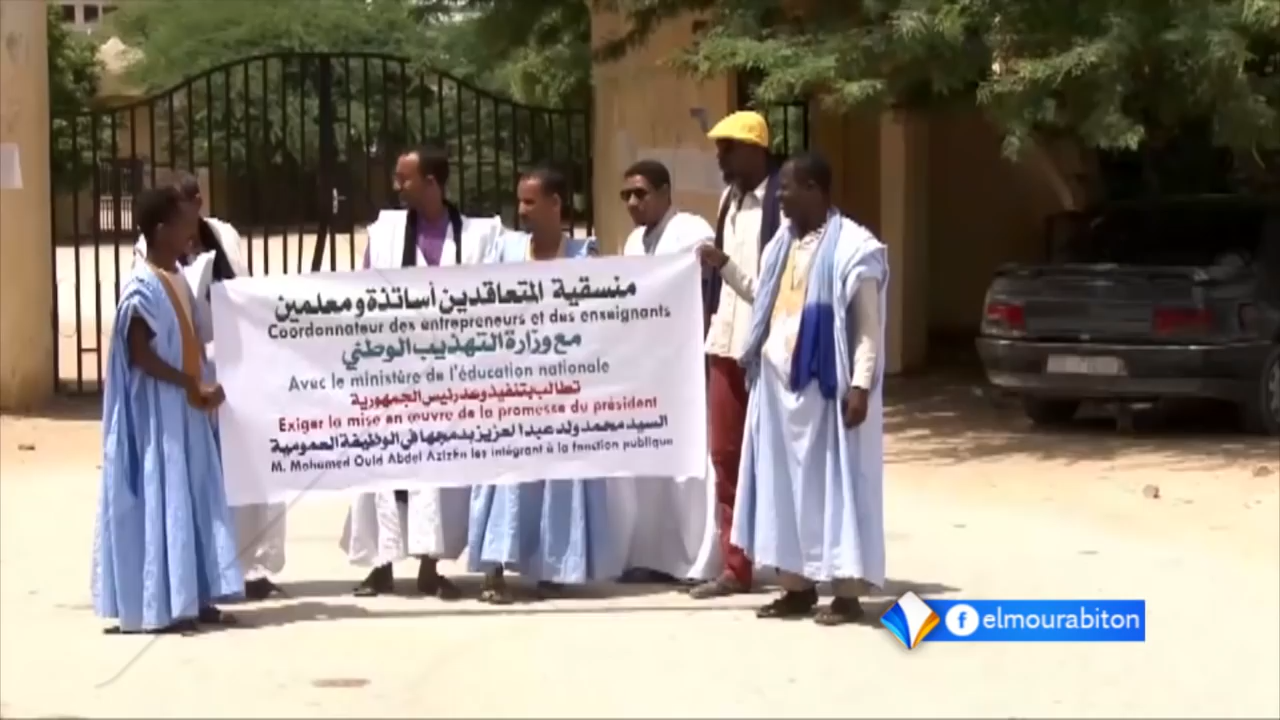 منسقية المتعاقدين أساتذة و معلمين
Coordonnateur des entrepreneurs et des enseignants
مع وزارة التهذيب الوطني
Avec le ministère de l'éducation nationale
تطالب بتنفيذ وعد رئيس الجمهورية
Exiger la mise en œuvre de la promesse du président
السيد محمد ولد عبد العزيز بدمجها في الوظيفة العمومية
M. Mohamed Ould Abdel Azizén les intégrant à la fonction publique
elmourabiton